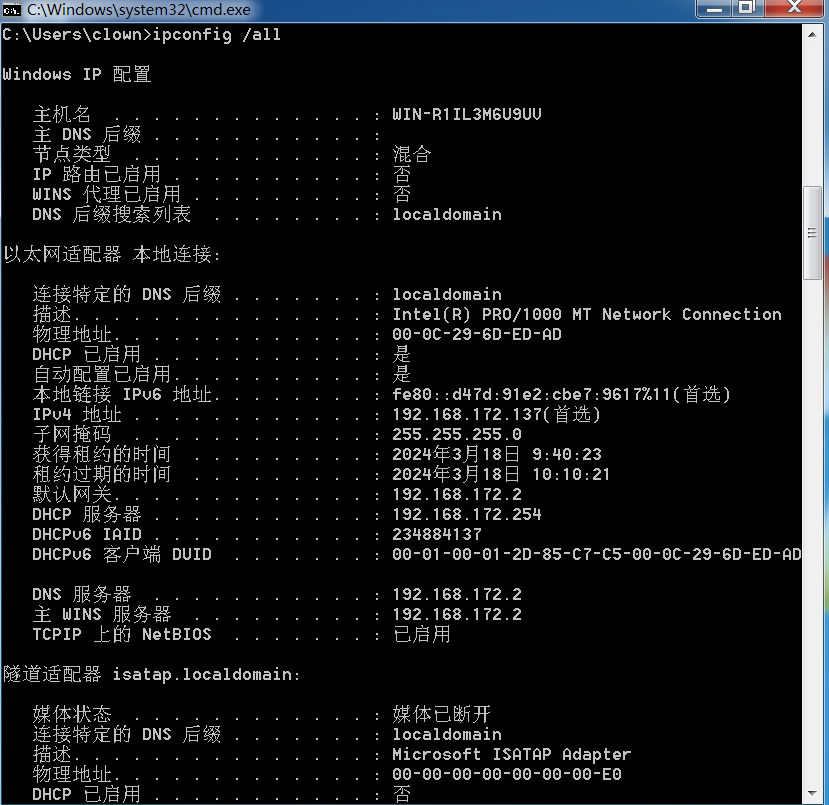 C:\Windows\system32\cmd.exe
C:\Users\clown>ipconfig /all
Windows IP 配置
主机名 . . . . . . . . . . . . . : WIN-R1IL3M6U9UV
主 DNS 后缀 . . . . . . . . . . . :
节点类型 . . . . . . . . . . . . : 混合
IP 路由已启用 . . . . . . . . . . : 否
WINS 代理已启用 . . . . . . . . . : 否
DNS 后缀搜索列表 . . . . . . . . : localdomain
以太网适配器 本地连接:
连接特定的 DNS 后缀 . . . . . . . : localdomain
描述. . . . . . . . . . . . . . . : Intel(R) PRO/1000 MT Network Connection
物理地址. . . . . . . . . . . . . : 00-0C-29-6D-ED-AD
DHCP 已启用 . . . . . . . . . . . : 是
自动配置已启用. . . . . . . . . . : 是
本地链接 IPv6 地址. . . . . . . . : fe80::d47d:91e2:cbe7:9617%11(首选)
IPv4 地址 . . . . . . . . . . . . : 192.168.172.137(首选)
子网掩码 . . . . . . . . . . . . : 255.255.255.0
获得租约的时间 . . . . . . . . . : 2024年3月18日 9:40:23
租约过期的时间 . . . . . . . . . : 2024年3月18日 10:10:21
默认网关. . . . . . . . . . . . . : 192.168.172.2
DHCP 服务器 . . . . . . . . . . . : 192.168.172.254
DHCPv6 IAID . . . . . . . . . . . : 234884137
DHCPv6 客户端 DUID . . . . . . . : 00-01-00-01-2D-85-C7-C5-00-0C-29-6D-ED-AD
DNS 服务器 . . . . . . . . . . . : 192.168.172.2
主 WINS 服务器 . . . . . . . . . : 192.168.172.2
TCPIP 上的 NetBIOS . . . . . . . : 已启用
隧道适配器 isatap.localdomain:
媒体状态 . . . . . . . . . . . . : 媒体已断开
连接特定的 DNS 后缀 . . . . . . . : localdomain
描述. . . . . . . . . . . . . . . : Microsoft ISATAP Adapter
物理地址. . . . . . . . . . . . . : 00-00-00-00-00-00-00-E0
DHCP 已启用 . . . . . . . . . . . : 否